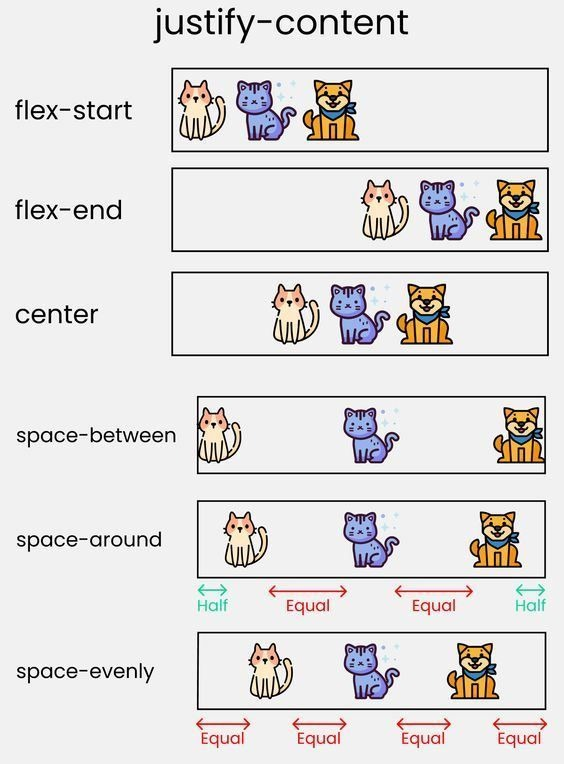 justify-content
flex-start
flex-end
center
space-between
space-around
Half Equal Equal Half
space-evenly
Equal Equal Equal Equal